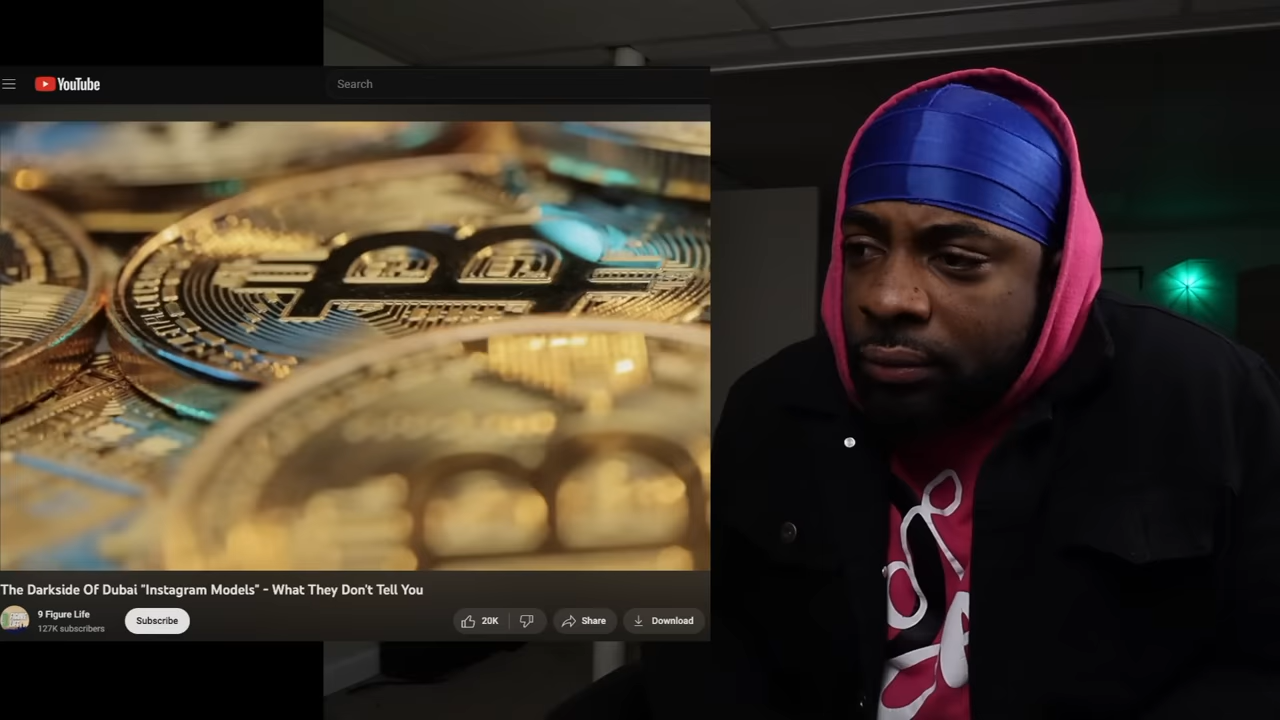 YouTube
Search
The Darkside Of Dubai "Instagram Models" - What They Don't Tell You
9 Figure Life
127K subscribers
Subscribe
20K
Share
Download